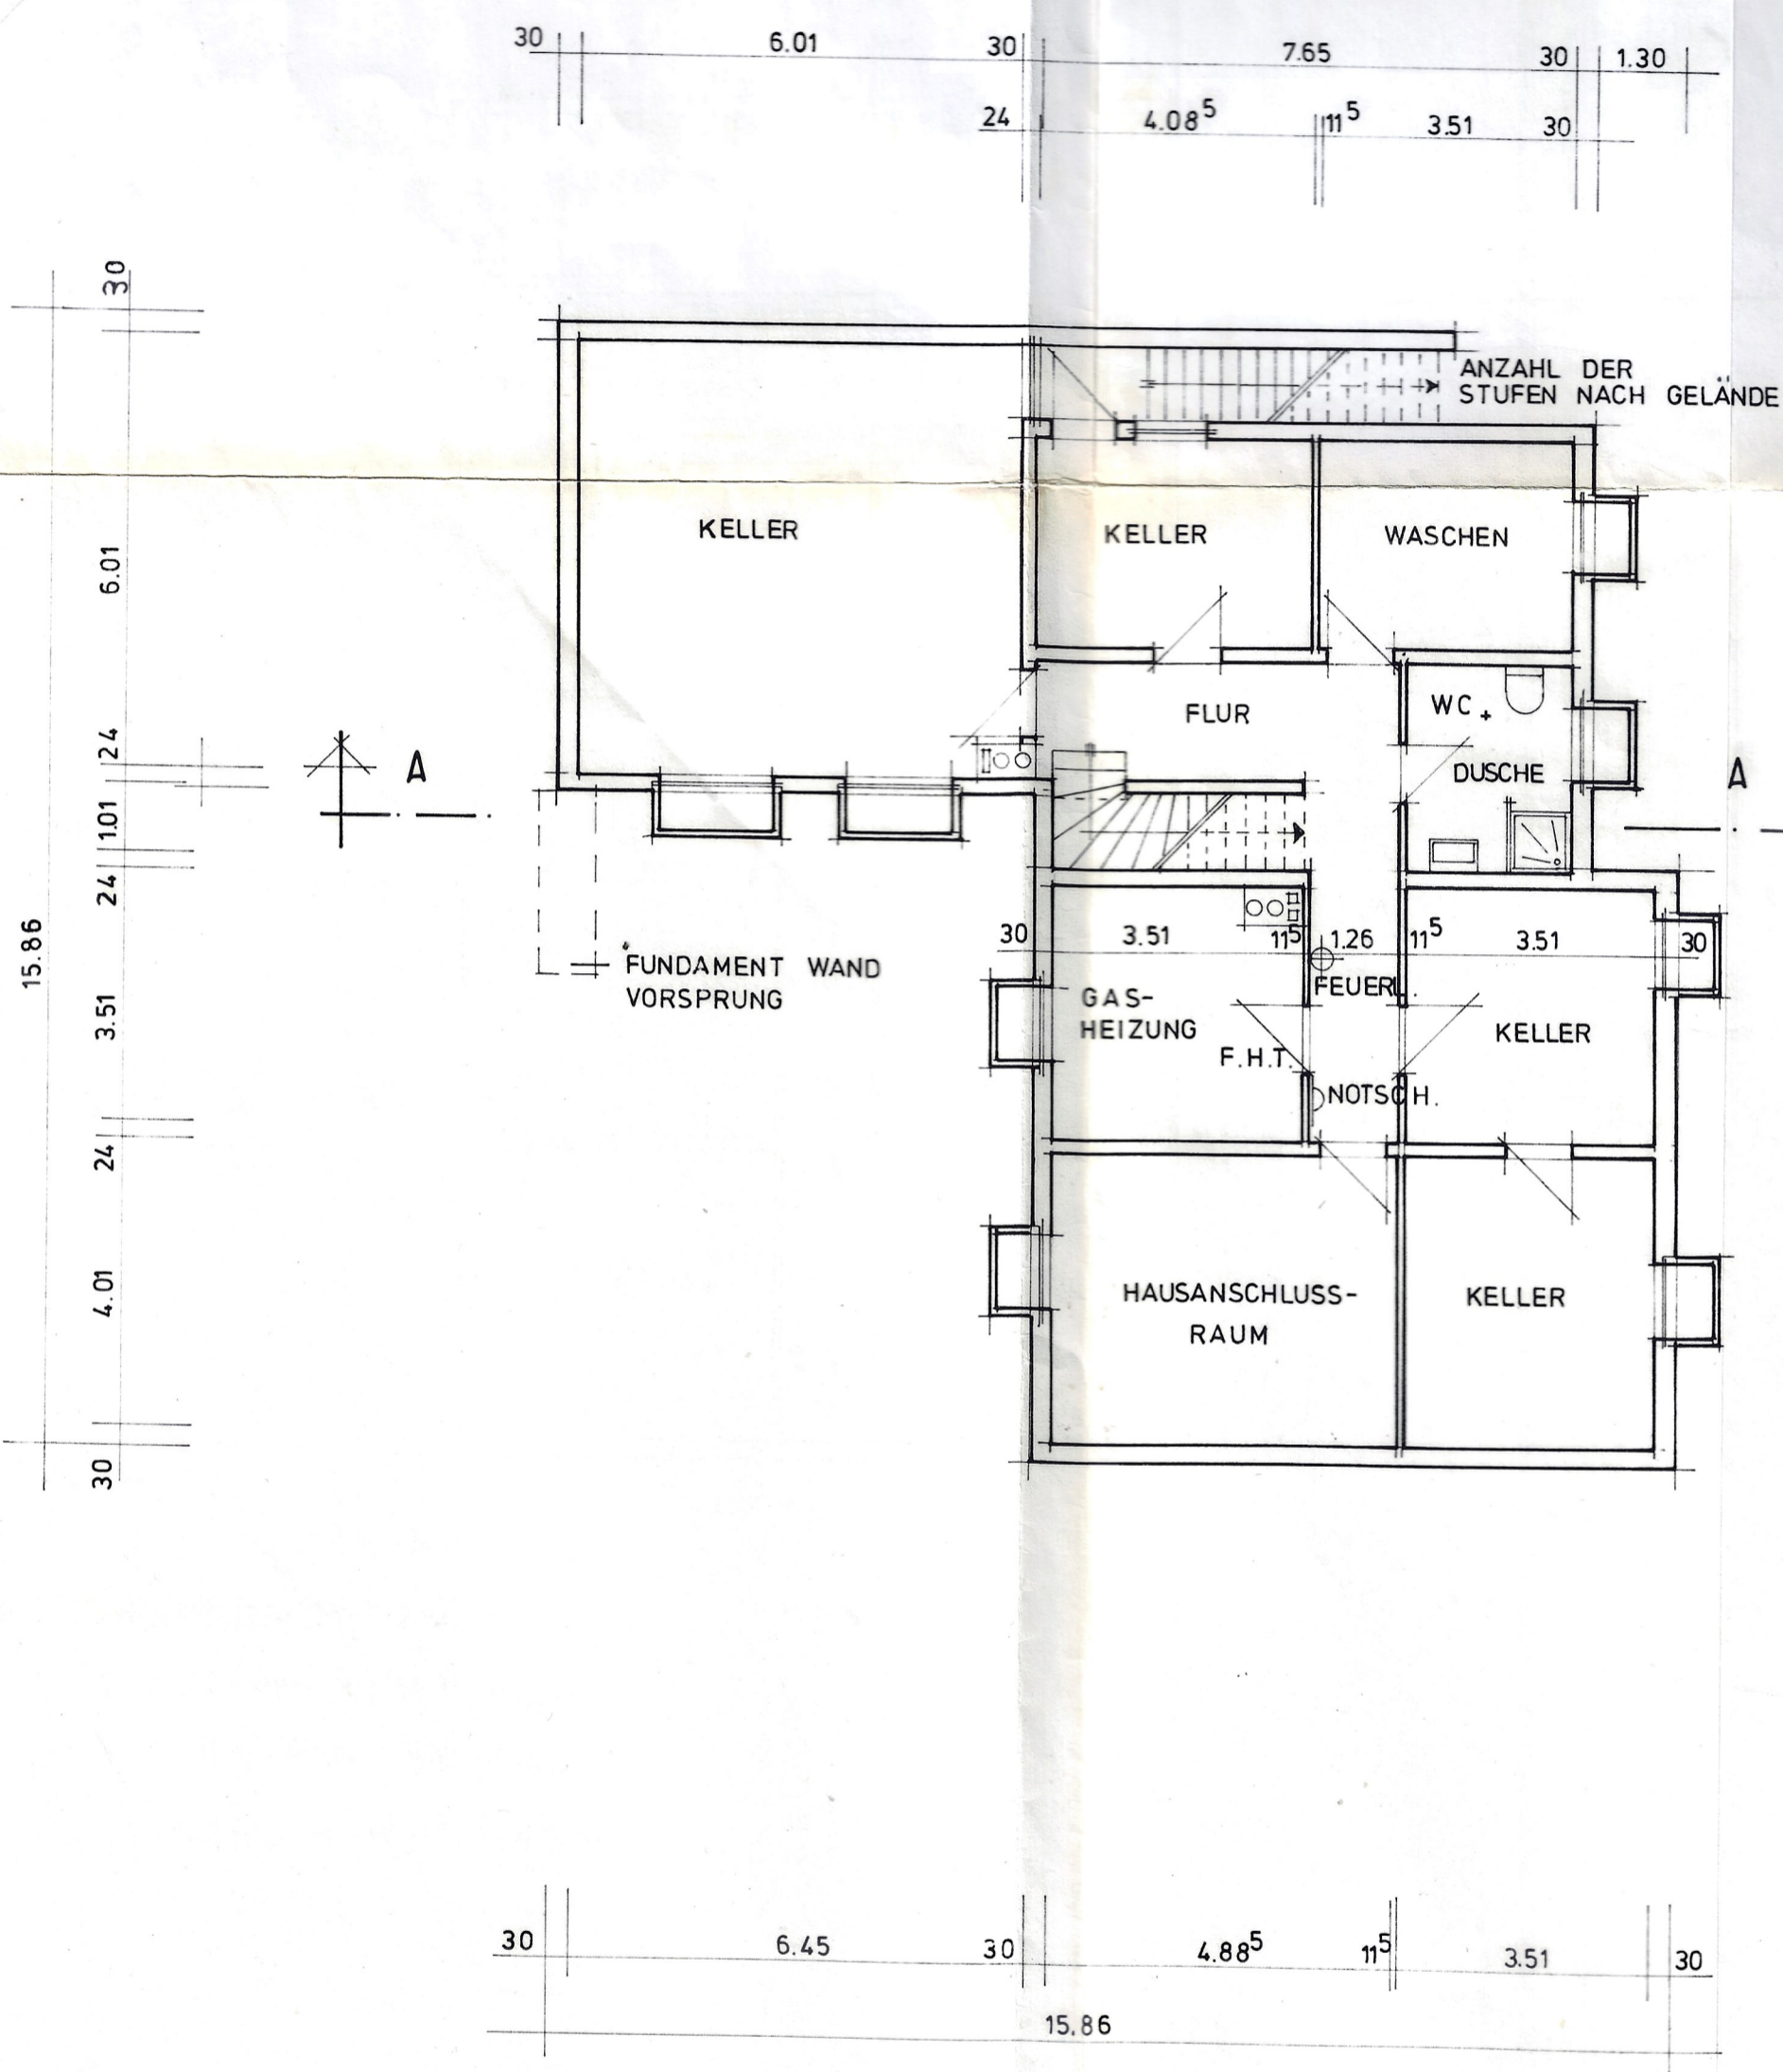 30 6.01 30 7.65 30 1.30
24 4.08⁵ 11⁵ 3.51 30
30
ANZAHL DER
STUFEN NACH GELÄNDE
KELLER KELLER WASCHEN
6.01
FLUR
WC +
DUSCHE
24
A
A
1.01
24
15.86
30 3.51 11⁵ 1.26 11⁵ 3.51 30
FUNDAMENT WAND
VORSPRUNG
FEUERL.
GAS-
HEIZUNG
KELLER
3.51
F.H.T.
NOTSCH.
24
4.01
HAUSANSCHLUSS-
RAUM
KELLER
30
30 6.45 30 4.88⁵ 11⁵ 3.51 30
15.86